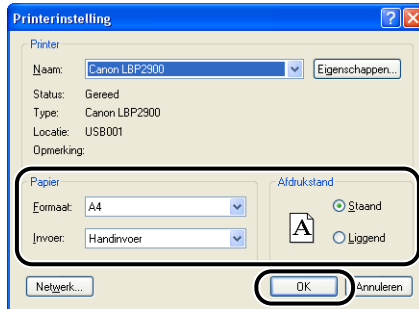 Printerinstelling
Printer
Naam: Canon LBP2900 Eigenschappen...
Status: Gereed
Type: Canon LBP2900
Locatie: USB001
Opmerking:
Papier
Formaat: A4
Invoer: Handinvoer
Afdrukstand
A
Staand
Liggend
Netwerk... OK Annuleren